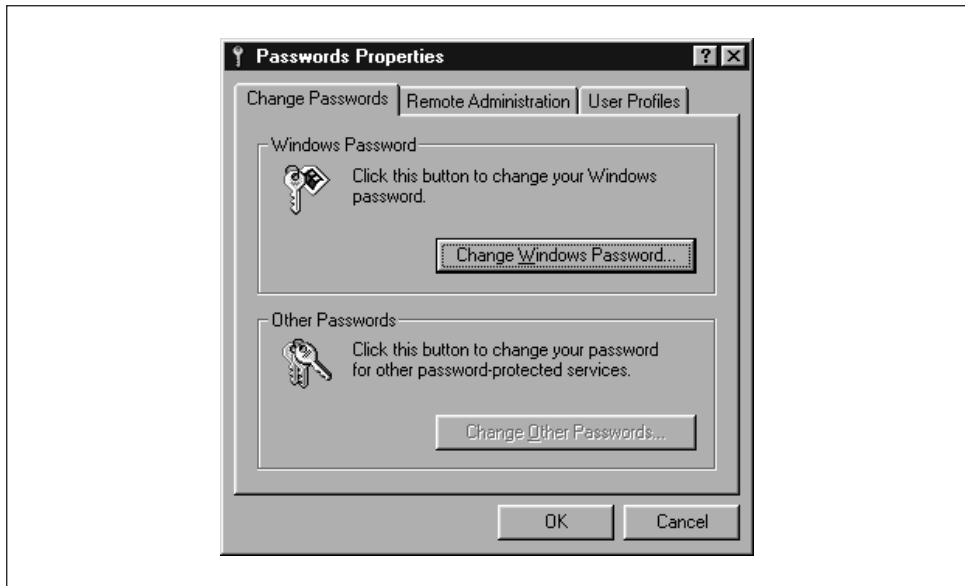 Passwords Properties
Change Passwords
Remote Administration
User Profiles
Windows Password
Click this button to change your Windows
password.
Change Windows Password...
Other Passwords
Click this button to change your password
for other password-protected services.
Change Other Passwords...
OK
Cancel